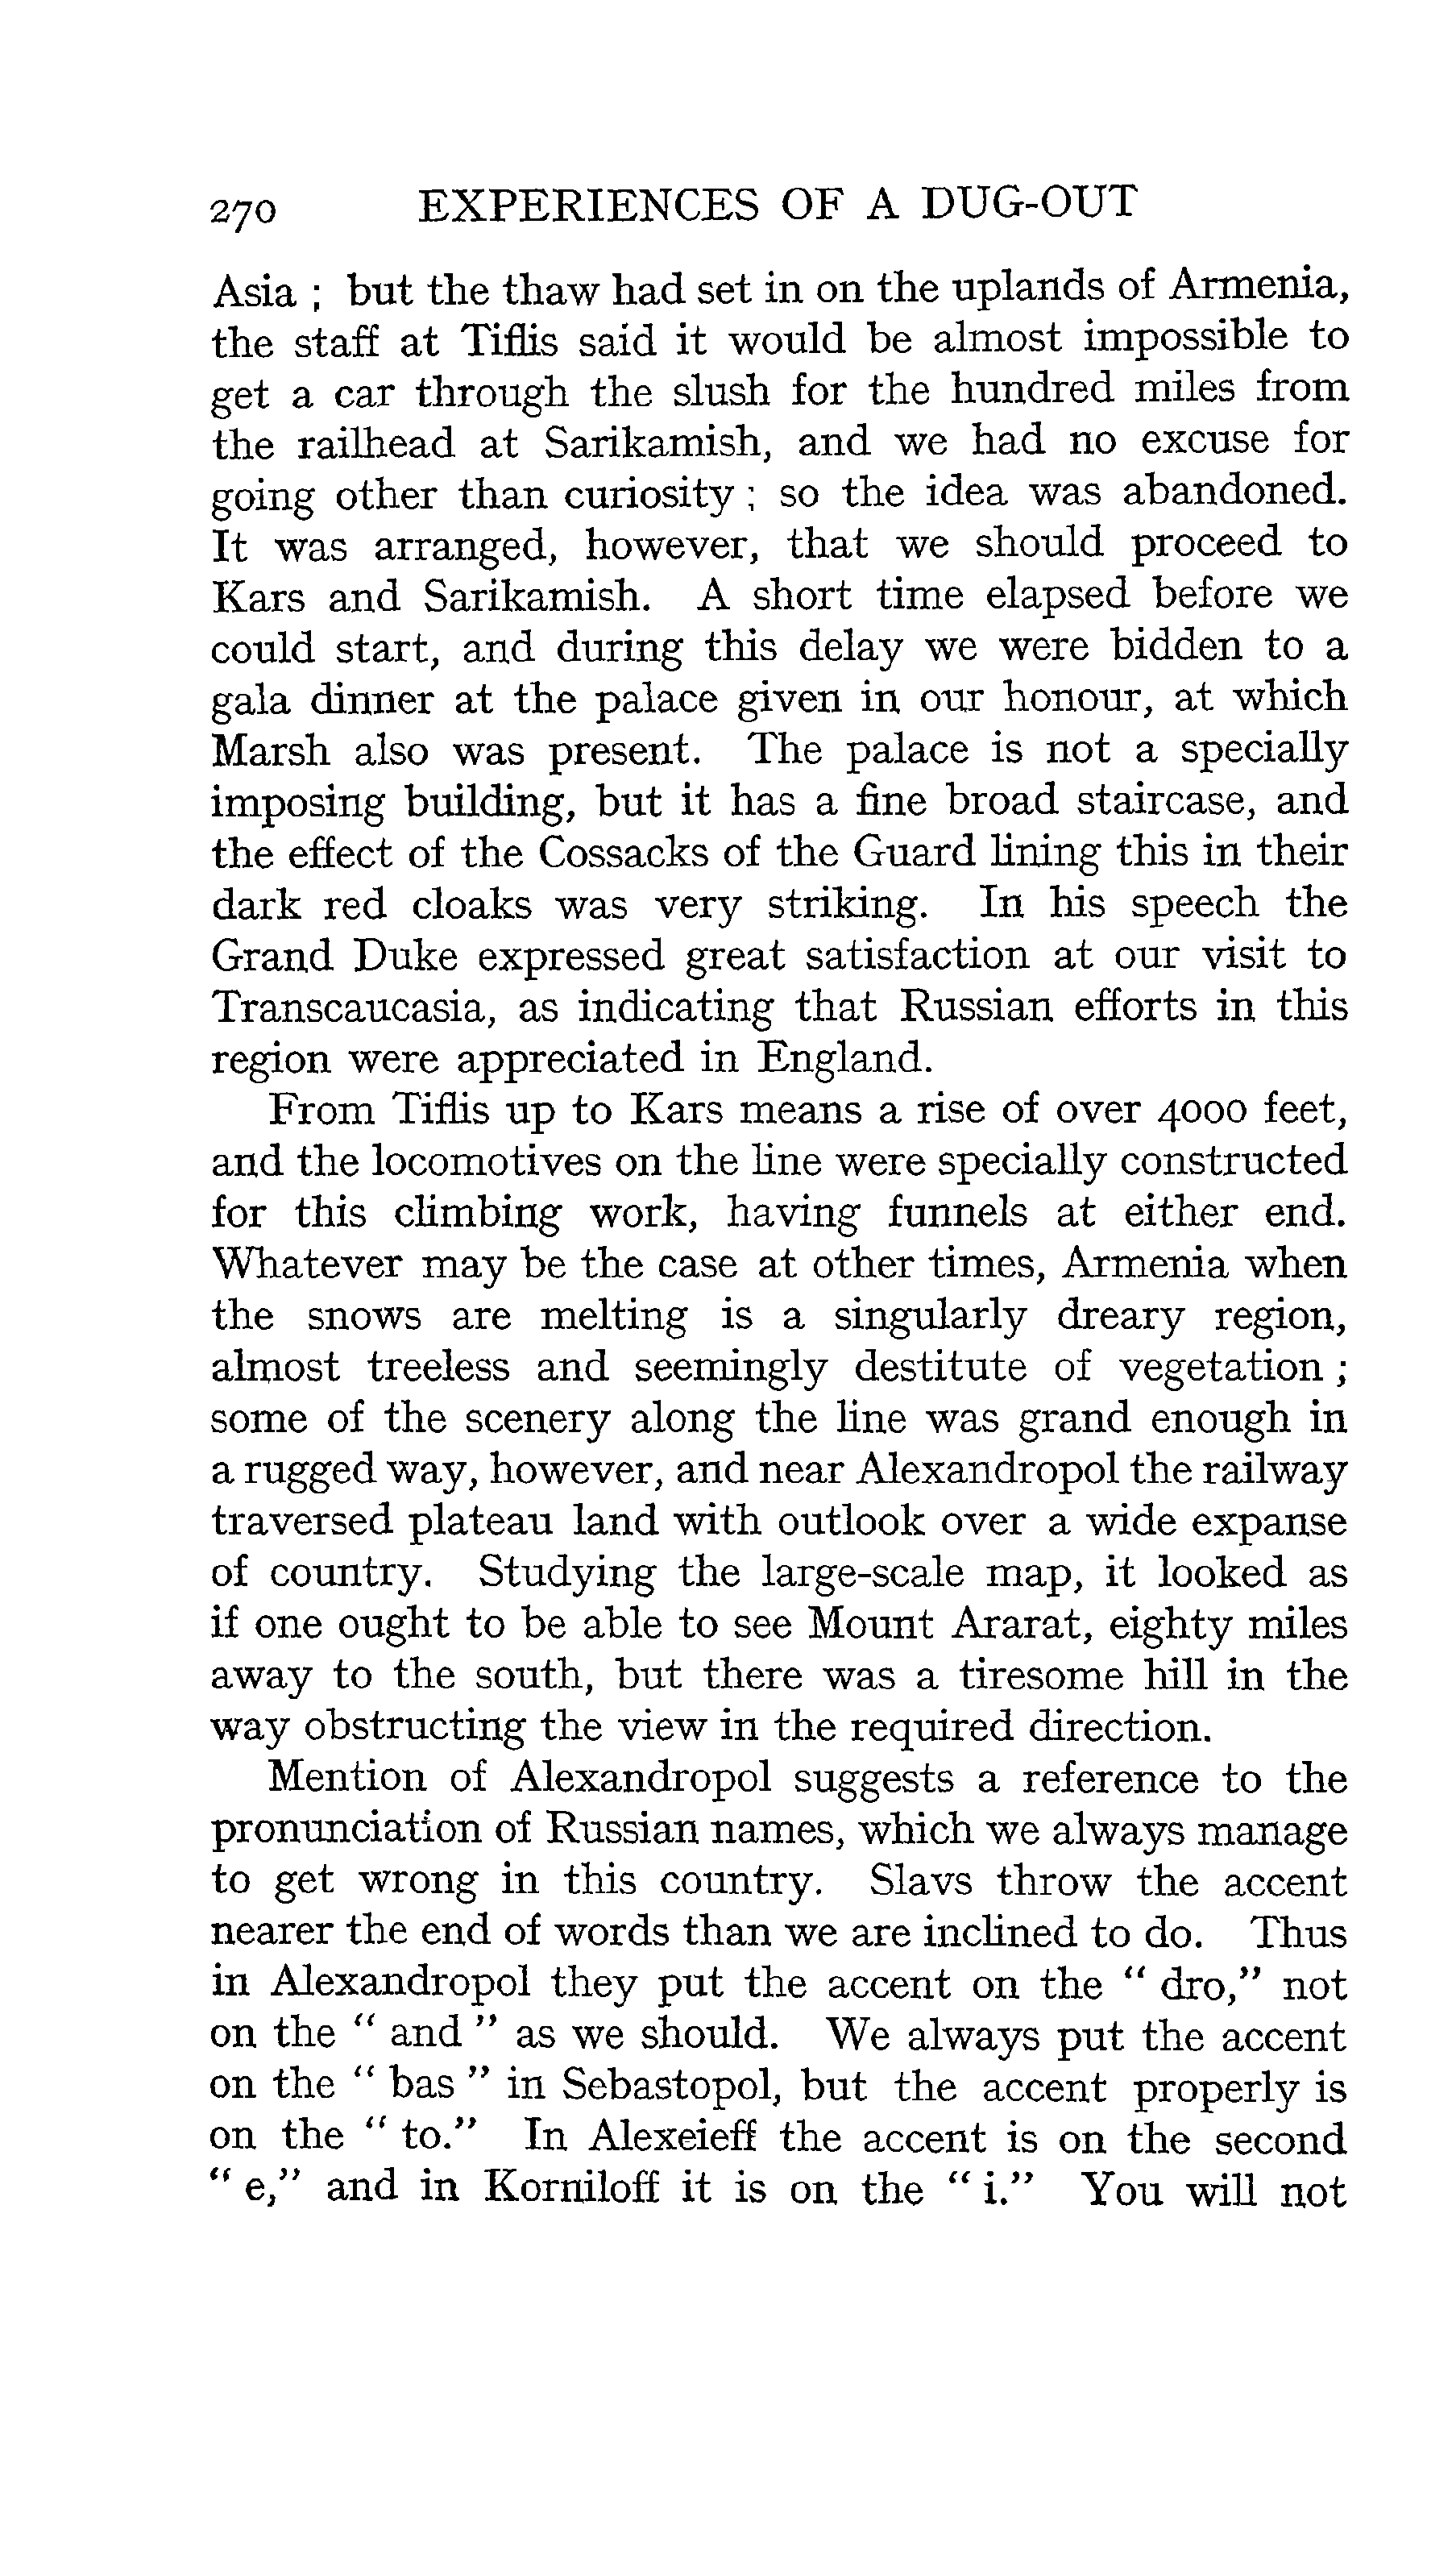 270 EXPERIENCES OF A DUG-OUT
Asia ; but the thaw had set in on the uplands of Armenia,
the staff at Tiflis said it would be almost impossible to
get a car through the slush for the hundred miles from
the railhead at Sarikamish, and we had no excuse for
going other than curiosity ; so the idea was abandoned.
It was arranged, however, that we should proceed to
Kars and Sarikamish. A short time elapsed before we
could start, and during this delay we were bidden to a
gala dinner at the palace given in our honour, at which
Marsh also was present. The palace is not a specially
imposing building, but it has a fine broad staircase, and
the effect of the Cossacks of the Guard lining this in their
dark red cloaks was very striking. In his speech the
Grand Duke expressed great satisfaction at our visit to
Transcaucasia, as indicating that Russian efforts in this
region were appreciated in England.
From Tiflis up to Kars means a rise of over 4000 feet,
and the locomotives on the line were specially constructed
for this climbing work, having funnels at either end.
Whatever may be the case at other times, Armenia when
the snows are melting is a singularly dreary region,
almost treeless and seemingly destitute of vegetation ;
some of the scenery along the line was grand enough in
a rugged way, however, and near Alexandropol the railway
traversed plateau land with outlook over a wide expanse
of country. Studying the large-scale map, it looked as
if one ought to be able to see Mount Ararat, eighty miles
away to the south, but there was a tiresome hill in the
way obstructing the view in the required direction.
Mention of Alexandropol suggests a reference to the
pronunciation of Russian names, which we always manage
to get wrong in this country. Slavs throw the accent
nearer the end of words than we are inclined to do. Thus
in Alexandropol they put the accent on the “ dro,” not
on the “ and ” as we should. We always put the accent
on the “ bas ” in Sebastopol, but the accent properly is
on the “ to.” In Alexeieff the accent is on the second
“ e,” and in Korniloff it is on the “ i.” You will not